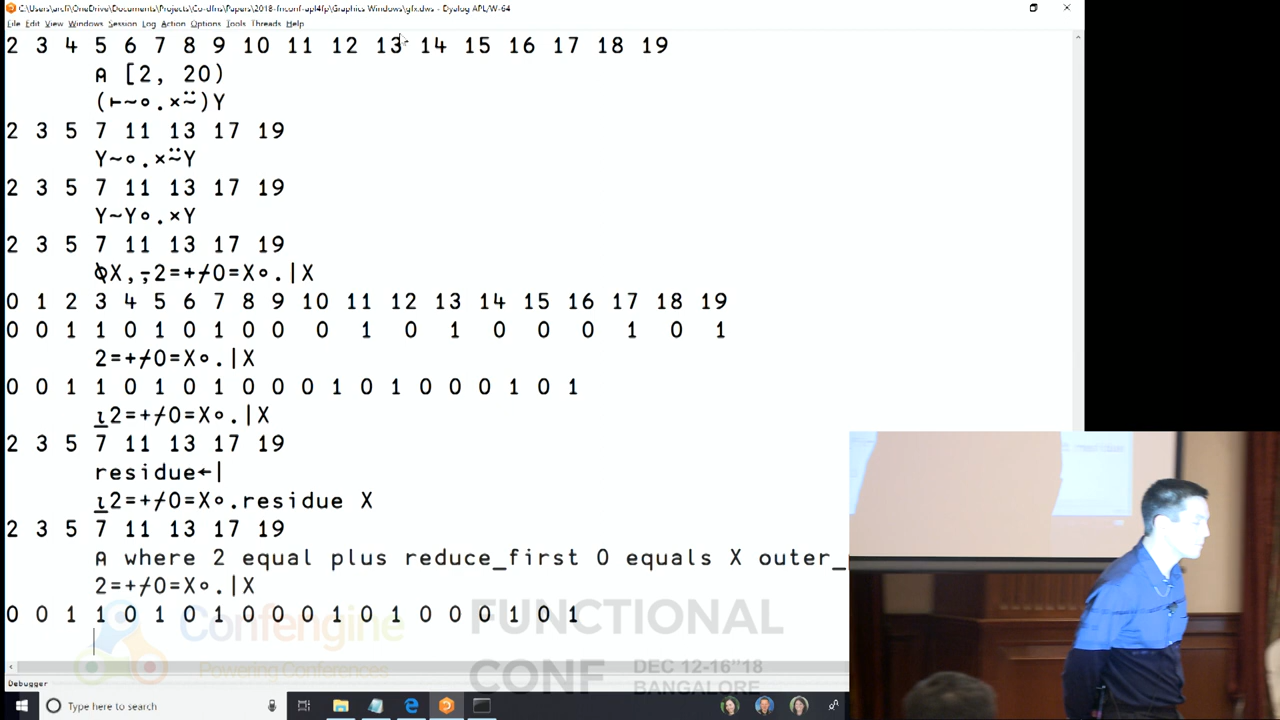 C:\Users\arcfi\OneDrive\Documents\Projects\Co-dfns\Papers\2018-fnconf-apl4fp\Graphics Windows\gfx.dws - Dyalog APL/W-64
File Edit View Windows Session Log Action Options Tools Threads Help
2 3 4 5 6 7 8 9 10 11 12 13 14 15 16 17 18 19
⍝ [2, 20)
(⊢~∘.×⍨)Y
2 3 5 7 11 13 17 19
Y~∘.×⍨Y
2 3 5 7 11 13 17 19
Y~Y∘.×Y
2 3 5 7 11 13 17 19
⍉X,⍪2=+⌿0=X∘.|X
0 1 2 3 4 5 6 7 8 9 10 11 12 13 14 15 16 17 18 19
0 0 1 1 0 1 0 1 0 0 0 1 0 1 0 0 0 1 0 1
2=+⌿0=X∘.|X
0 0 1 1 0 1 0 1 0 0 0 1 0 1 0 0 0 1 0 1
⍸2=+⌿0=X∘.|X
2 3 5 7 11 13 17 19
residue←|
⍸2=+⌿0=X∘.residue X
2 3 5 7 11 13 17 19
⍝ where 2 equal plus reduce_first 0 equals X outer_
2=+⌿0=X∘.|X
0 0 1 1 0 1 0 1 0 0 0 1 0 1 0 0 0 1 0 1
Confengine
Powering Conferences
FUNCTIONAL
CONF DEC 12-16"18
BANGALORE
Debugger
Type here to search